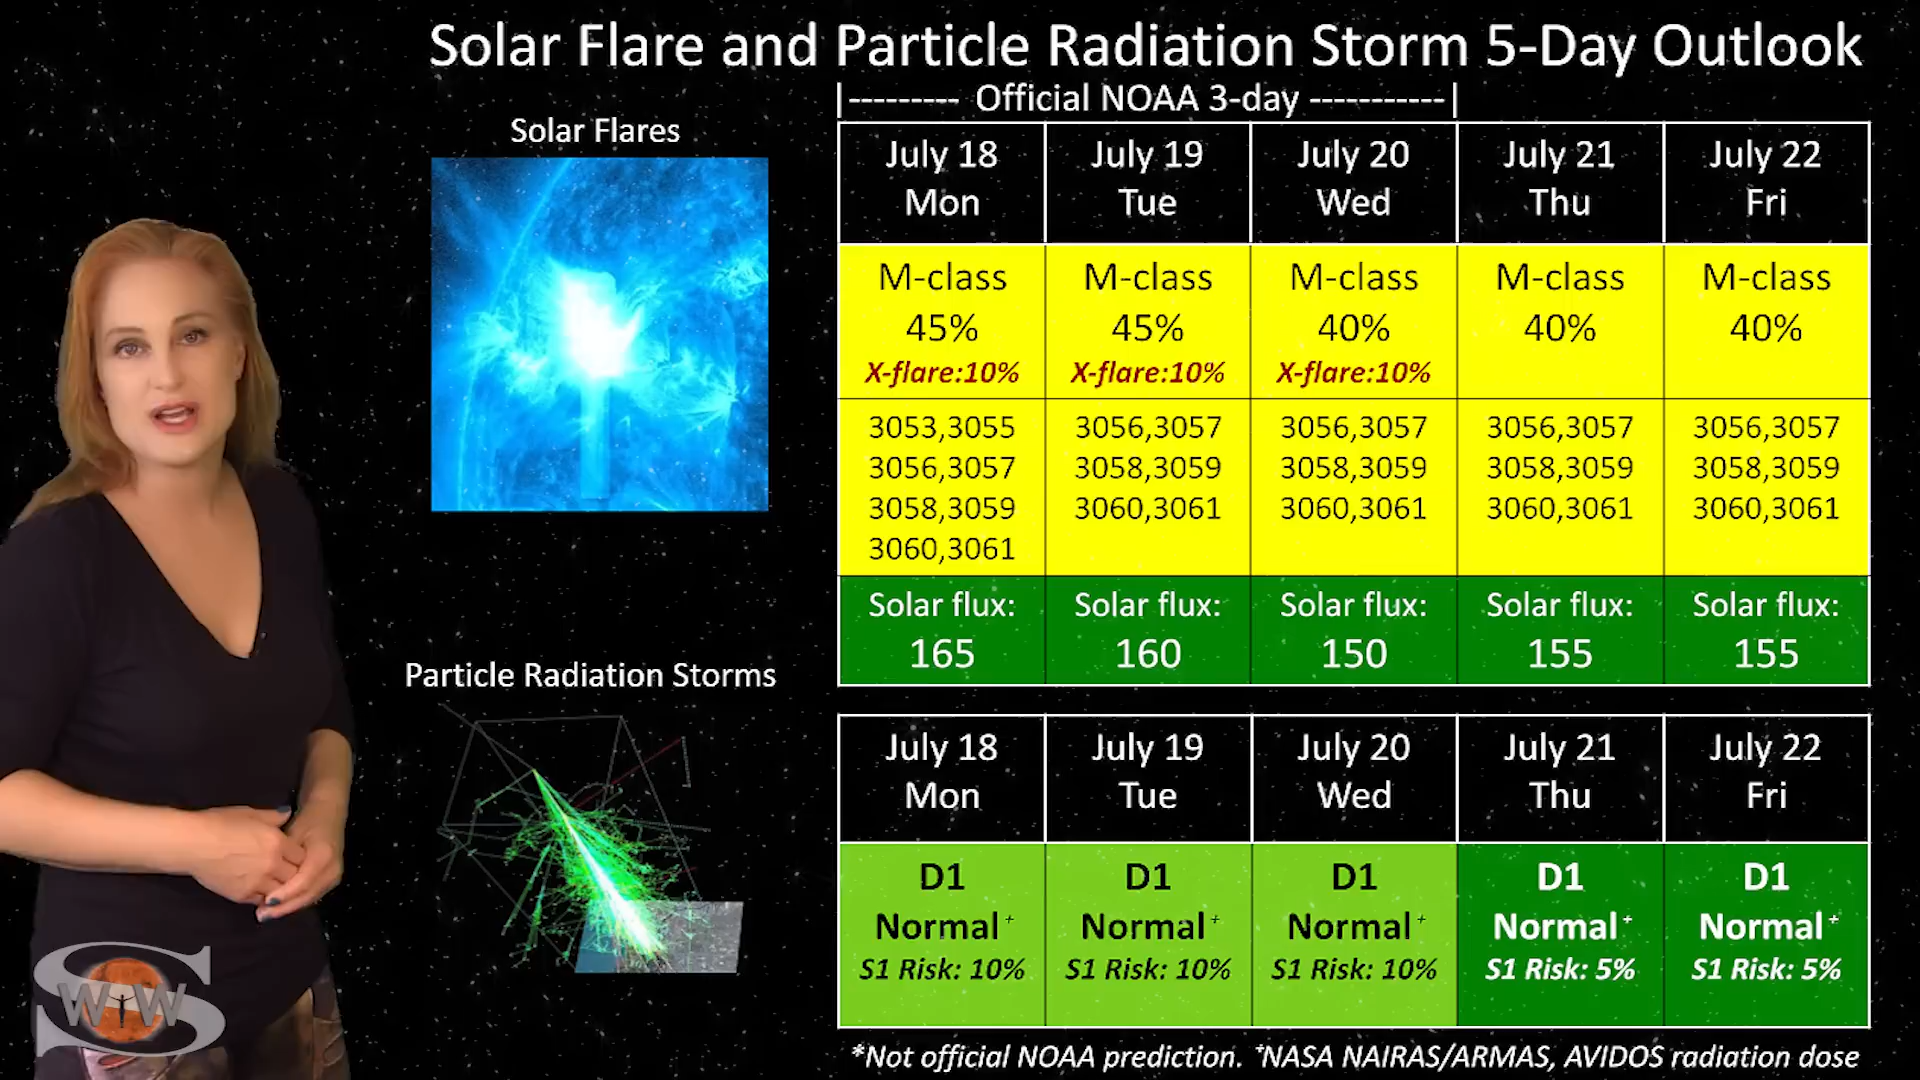 Solar Flare and Particle Radiation Storm 5-Day Outlook
|--------- Official NOAA 3-day -----------|
Solar Flares
July 18 July 19 July 20 July 21 July 22
Mon Tue Wed Thu Fri
M-class M-class M-class M-class M-class
45% 45% 40% 40% 40%
X-flare:10% X-flare:10% X-flare:10%
3053,3055 3056,3057 3056,3057 3056,3057 3056,3057
3056,3057 3058,3059 3058,3059 3058,3059 3058,3059
3058,3059 3060,3061 3060,3061 3060,3061 3060,3061
3060,3061
Solar flux: Solar flux: Solar flux: Solar flux: Solar flux:
165 160 150 155 155
Particle Radiation Storms
July 18 July 19 July 20 July 21 July 22
Mon Tue Wed Thu Fri
D1 D1 D1 D1 D1
Normal+ Normal+ Normal+ Normal+ Normal+
S1 Risk: 10% S1 Risk: 10% S1 Risk: 10% S1 Risk: 5% S1 Risk: 5%
*Not official NOAA prediction. +NASA NAIRAS/ARMAS, AVIDOS radiation dose
S
WTW